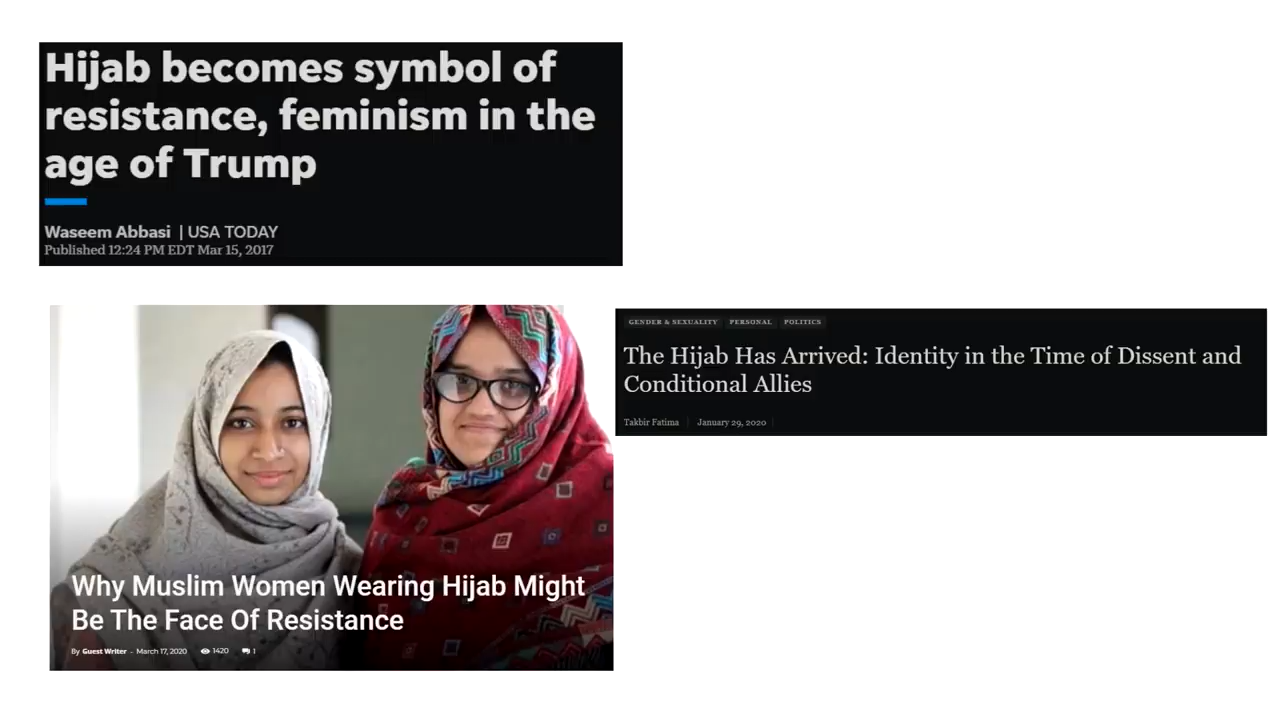 Hijab becomes symbol of
resistance, feminism in the
age of Trump
Waseem Abbasi | USA TODAY
Published 12:24 PM EDT Mar 15, 2017
GENDER & SEXUALITY PERSONAL POLITICS
The Hijab Has Arrived: Identity in the Time of Dissent and
Conditional Allies
Takbir Fatima | January 29, 2020 |
Why Muslim Women Wearing Hijab Might
Be The Face Of Resistance
By Guest Writer - March 17, 2020 1420 1